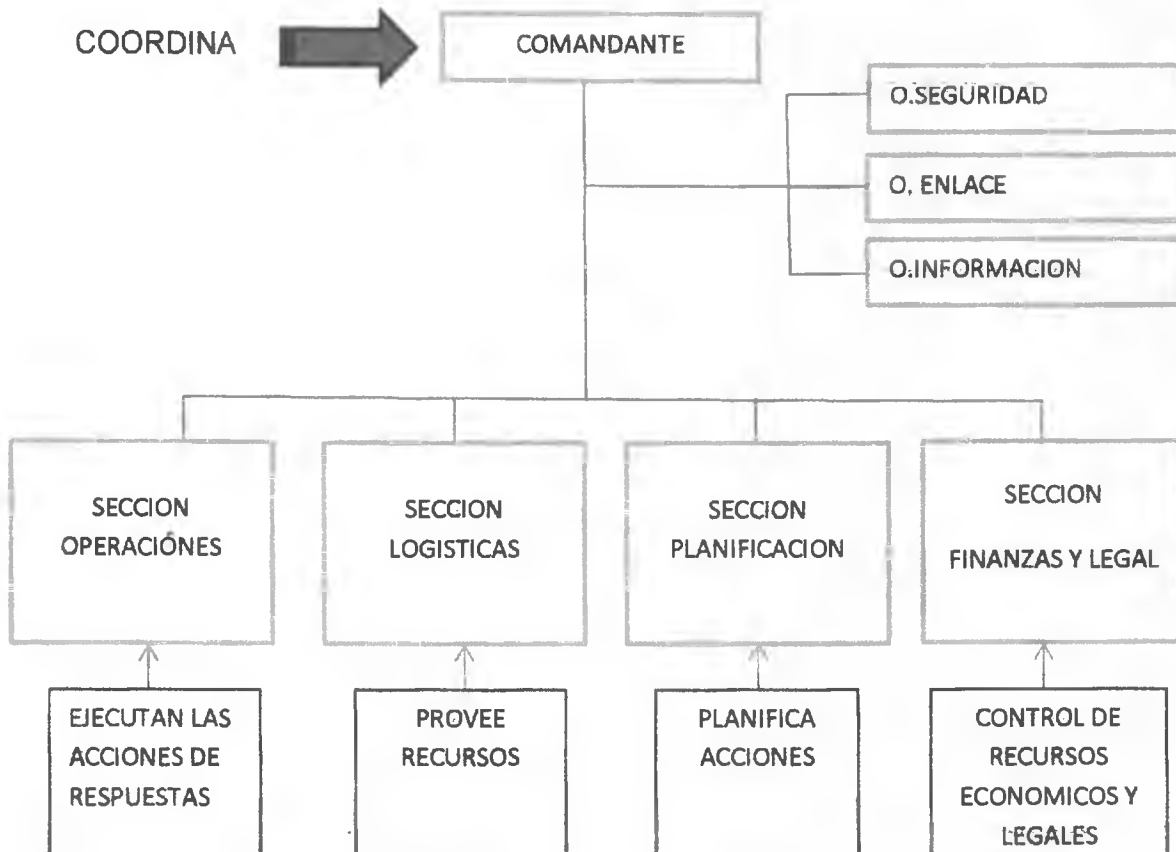 COORDINA
COMANDANTE
O.SEGURIDAD
O. ENLACE
O.INFORMACION
SECCION
OPERACIÓNES
SECCION
LOGISTICAS
SECCION
PLANIFICACION
SECCION
FINANZAS Y LEGAL
EJECUTAN LAS
ACCIONES DE
RESPUESTAS
PROVEE
RECURSOS
PLANIFICA
ACCIONES
CONTROL DE
RECURSOS
ECONOMICOS Y
LEGALES